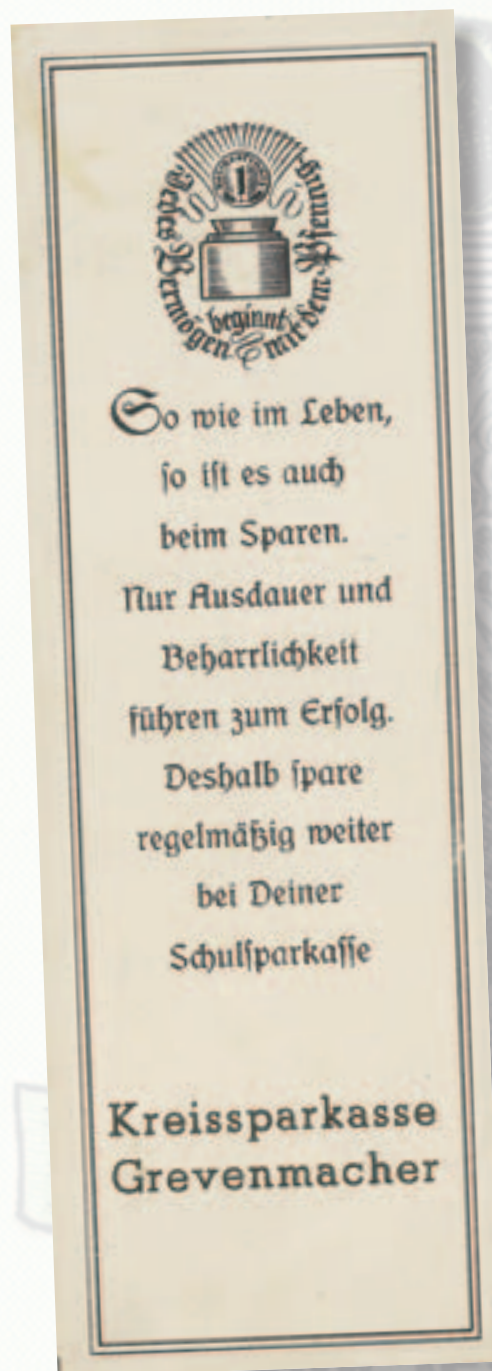 Jedes Vermögen beginnt mit dem Pfennig
1
So wie im Leben,
so ist es auch
beim Sparen.
Nur Ausdauer und
Beharrlichkeit
führen zum Erfolg.
Deshalb spare
regelmäßig weiter
bei Deiner
Schulsparkasse
Kreissparkasse
Grevenmacher